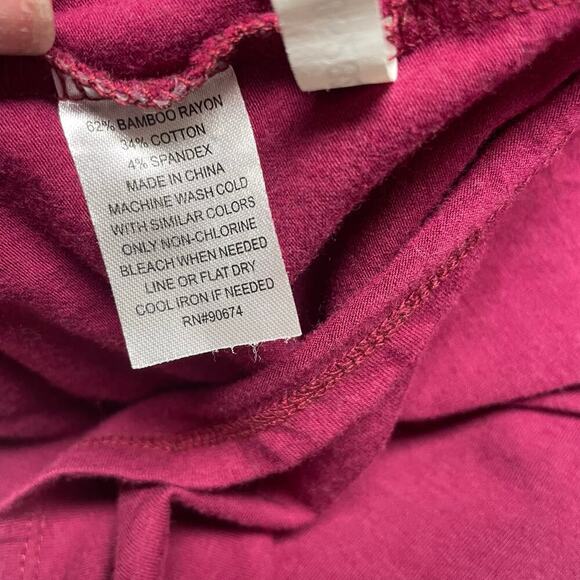 62% BAMBOO RAYON
34% COTTON
4% SPANDEX
MADE IN CHINA
MACHINE WASH COLD
WITH SIMILAR COLORS
ONLY NON-CHLORINE
BLEACH WHEN NEEDED
LINE OR FLAT DRY
COOL IRON IF NEEDED
RN#90674